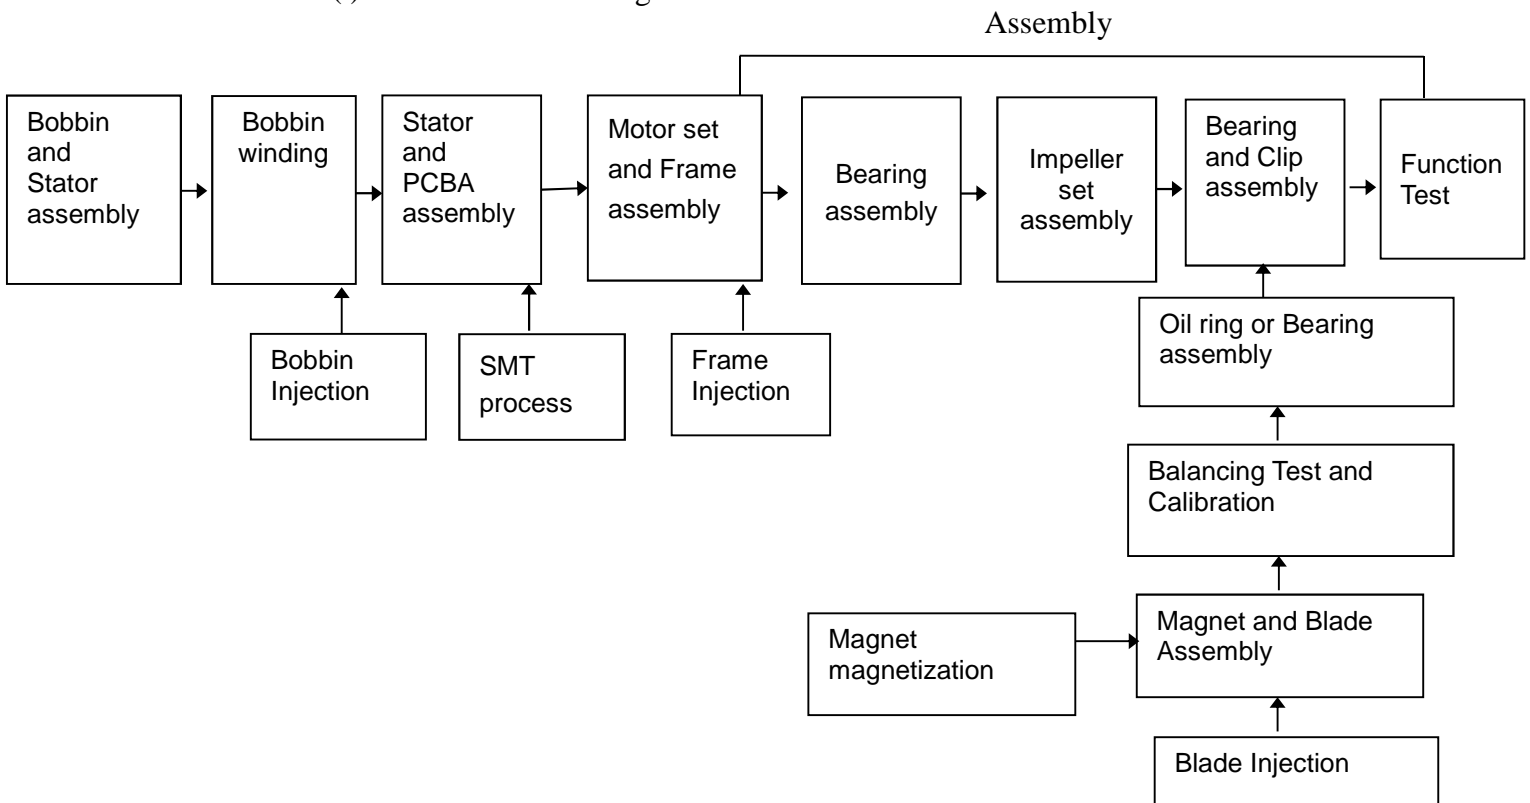 Assembly
Bobbin
and
Stator
assembly
Bobbin
winding
Stator
and
PCBA
assembly
Motor set
and Frame
assembly
Bearing
assembly
Impeller
set
assembly
Bearing
and Clip
assembly
Function
Test
Bobbin
Injection
SMT
process
Frame
Injection
Oil ring or Bearing
assembly
Balancing Test and
Calibration
Magnet
magnetization
Magnet and Blade
Assembly
Blade Injection